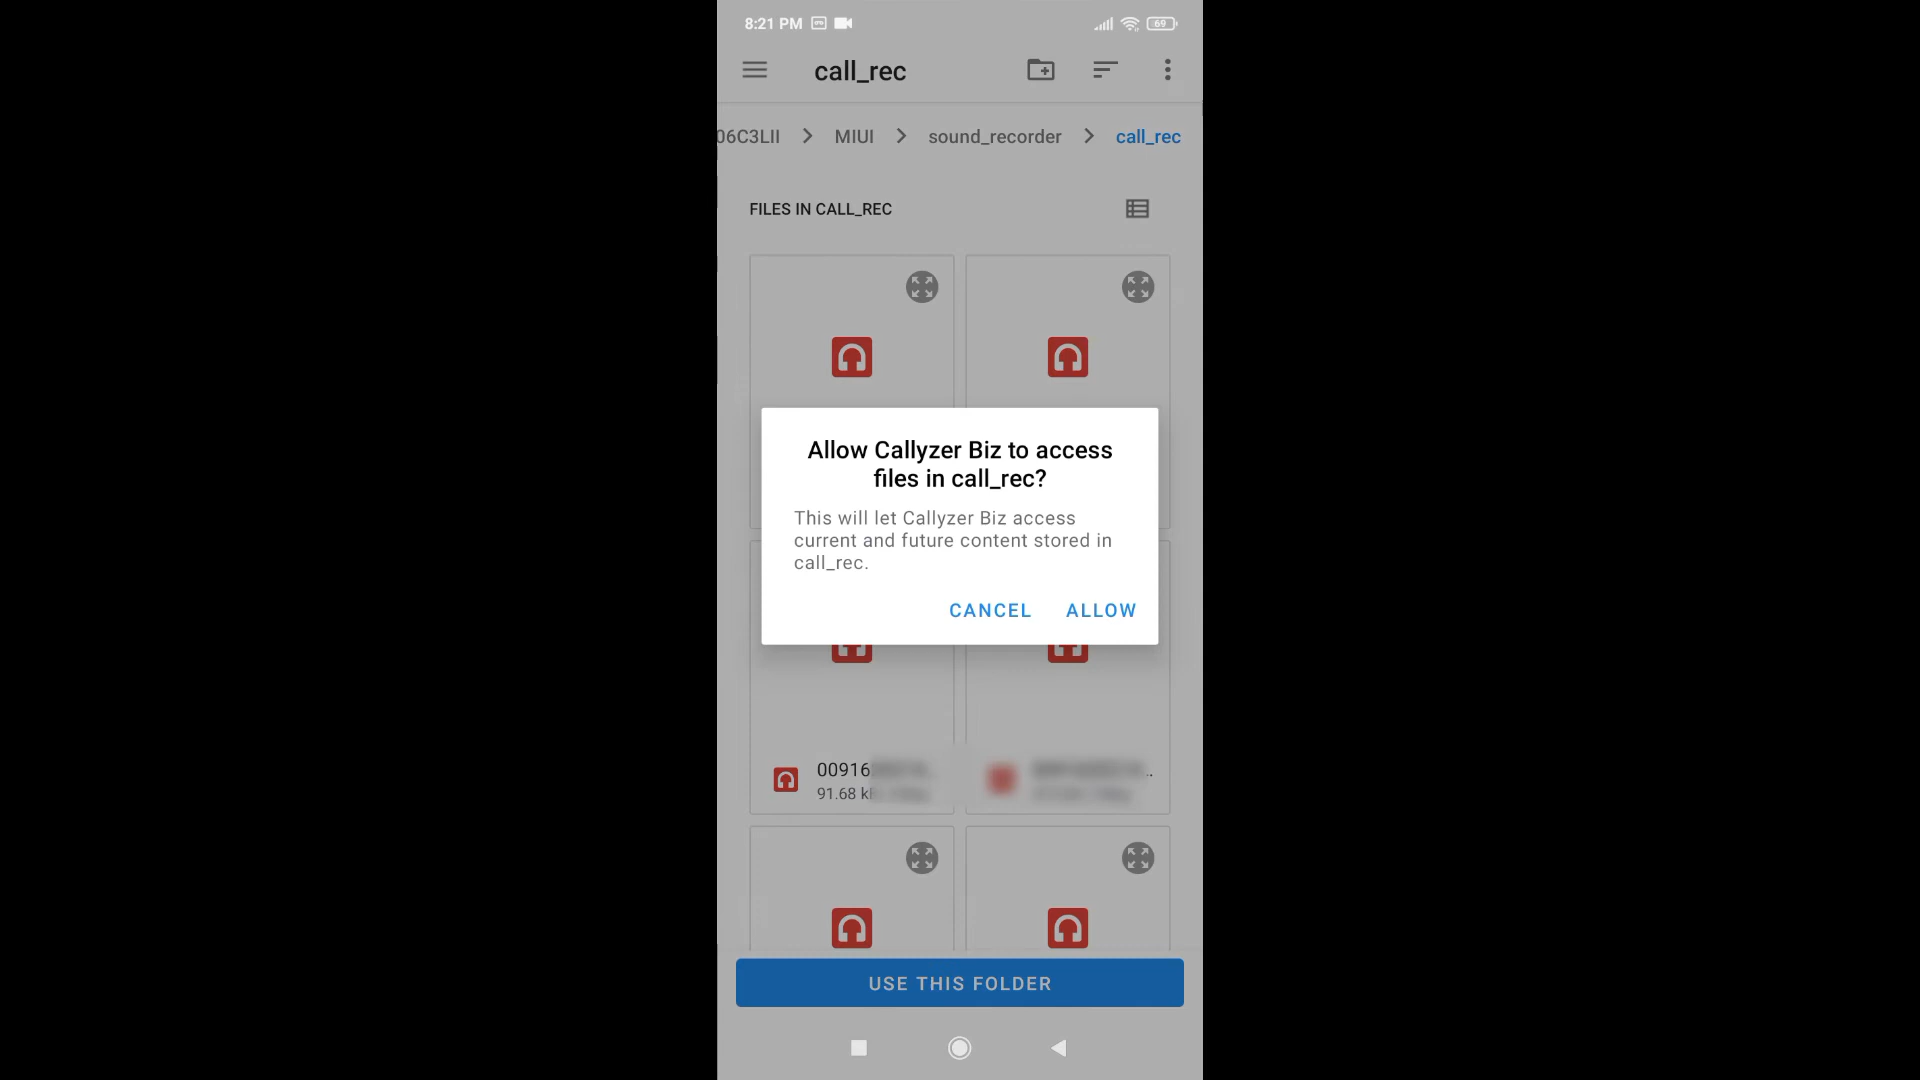 8:21 PM
69
call_rec
06C3LII > MIUI > sound_recorder > call_rec
FILES IN CALL_REC
Allow Callyzer Biz to access
files in call_rec?
This will let Callyzer Biz access
current and future content stored in
call_rec.
CANCEL ALLOW
00916
91.68
USE THIS FOLDER